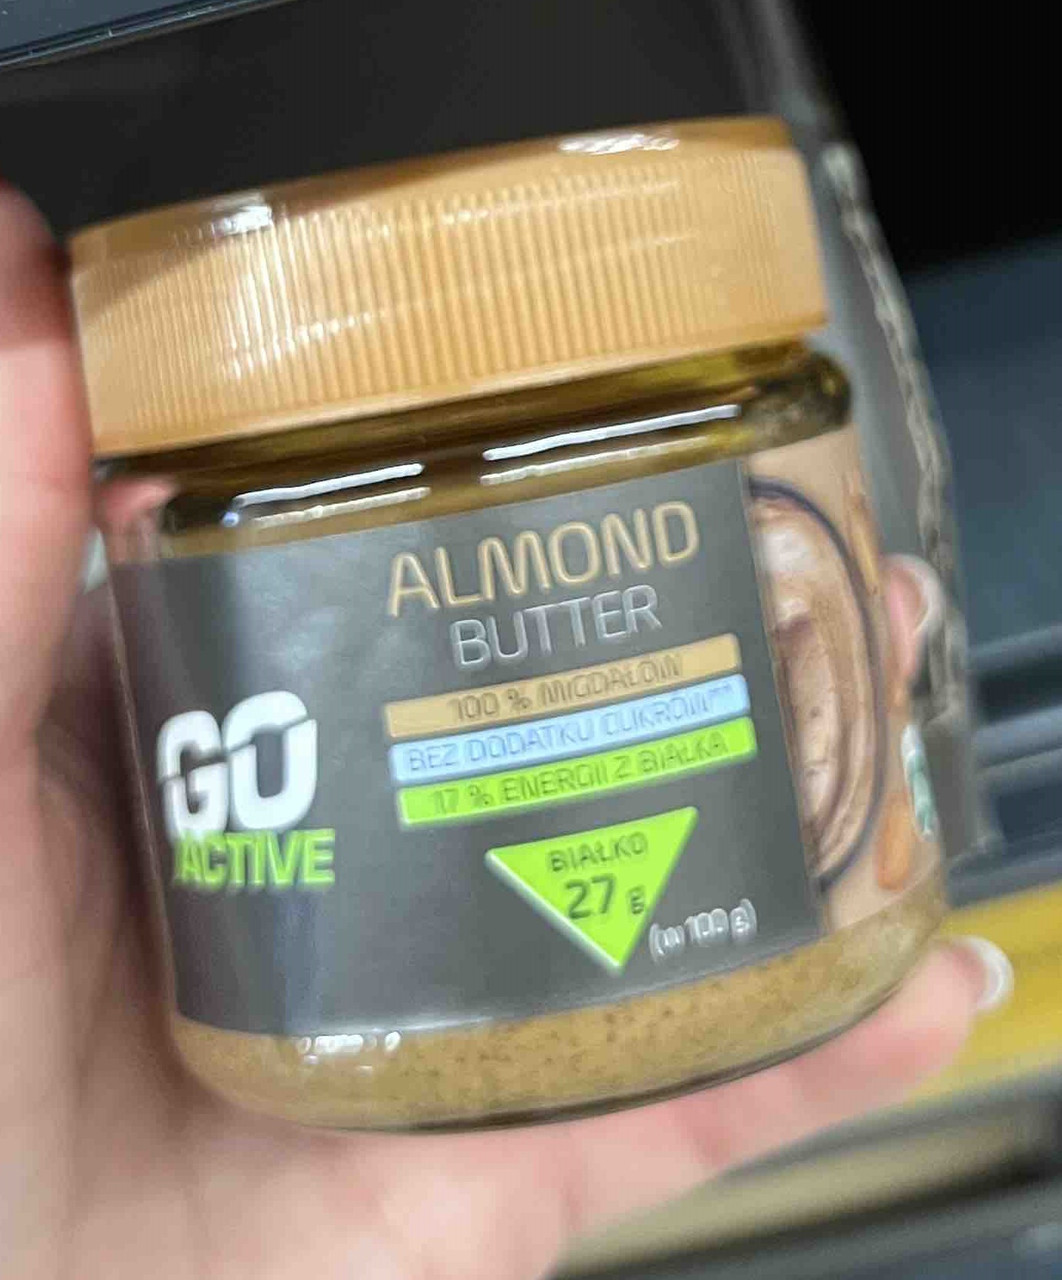 ALMOND
BUTTER
100 % MIGDAŁÓW
BEZ DODATKU CUKRÓW**
17 % ENERGII Z BIAŁKA
GO
ACTIVE
BIAŁKO
27 g
(w 100 g)